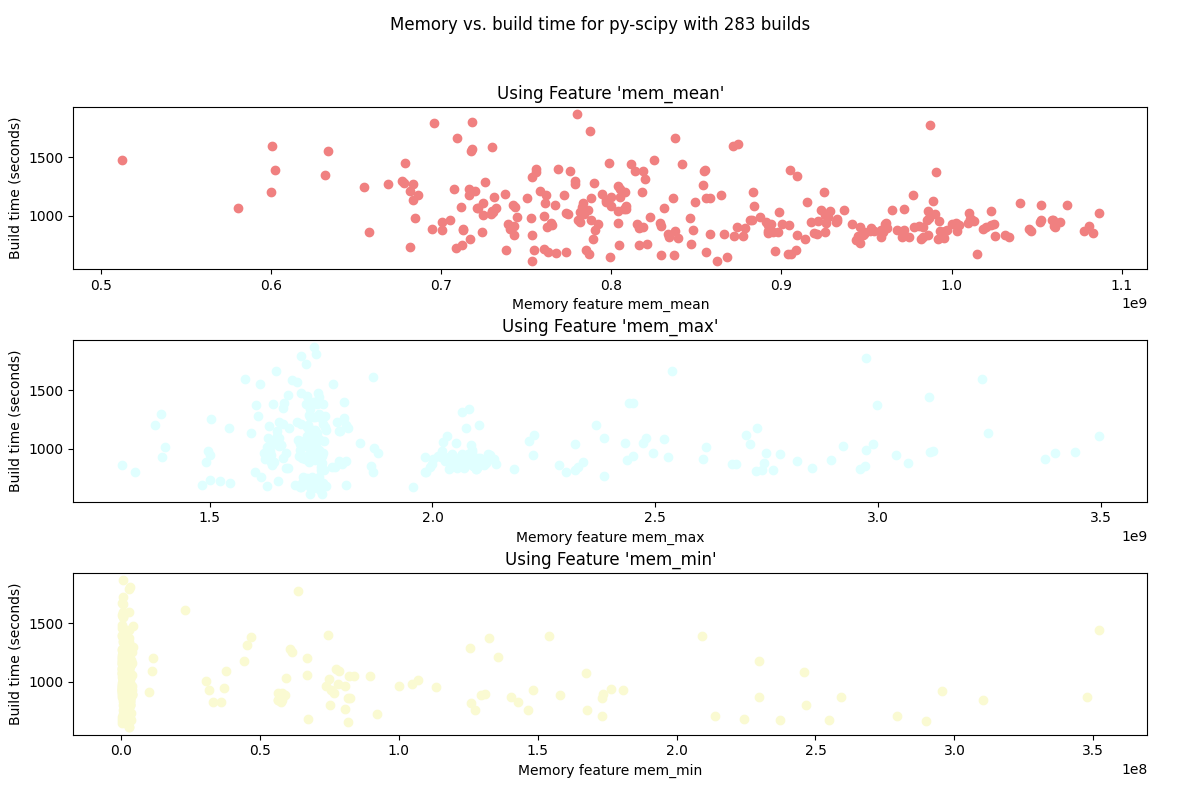 Memory vs. build time for py-scipy with 283 builds
Using Feature 'mem_mean'
Build time (seconds)
1500
1000
0.5 0.6 0.7 0.8 0.9 1.0 1.1
1e9
Memory feature mem_mean
Using Feature 'mem_max'
Build time (seconds)
1500
1000
1.5 2.0 2.5 3.0 3.5
1e9
Memory feature mem_max
Using Feature 'mem_min'
Build time (seconds)
1500
1000
0.0 0.5 1.0 1.5 2.0 2.5 3.0 3.5
1e8
Memory feature mem_min